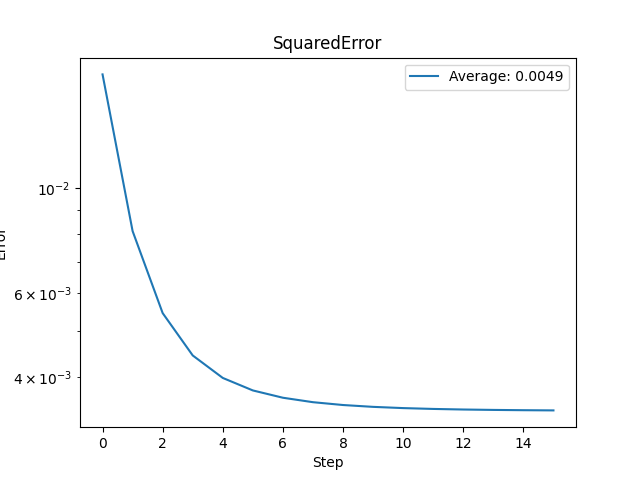 SquaredError
Average: 0.0049
10⁻²
6 × 10⁻³
4 × 10⁻³
Error
0 2 4 6 8 10 12 14
Step